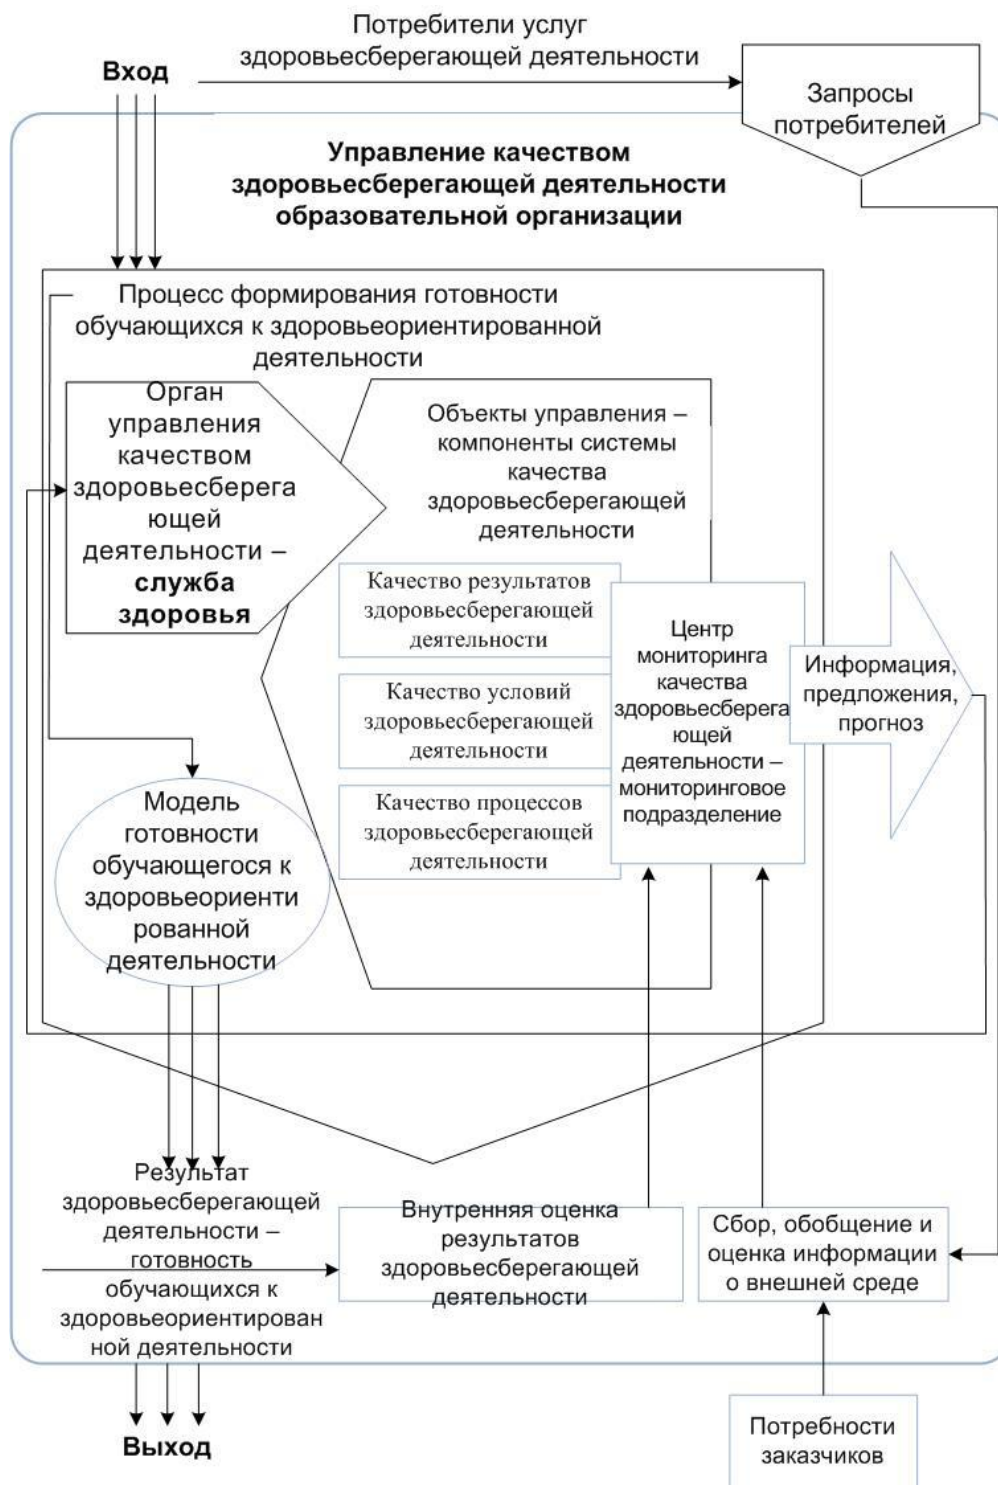 Потребители услуг
здоровьесберегающей деятельности
Вход
Запросы
потребителей
Управление качеством
здоровьесберегающей деятельности
образовательной организации
Процесс формирования готовности
обучающихся к здоровьеориентированной
деятельности
Орган
управления
качеством
здоровьесберега
ющей
деятельности –
служба
здоровья
Объекты управления –
компоненты системы
качества
здоровьесберегающей
деятельности
Качество результатов
здоровьесберегающей
деятельности
Качество условий
здоровьесберегающей
деятельности
Качество процессов
здоровьесберегающей
деятельности
Центр
мониторинга
качества
здоровьесберега
ющей
деятельности –
мониторинговое
подразделение
Информация,
предложения,
прогноз
Модель
готовности
обучающегося к
здоровьеориенти
рованной
деятельности
Результат
здоровьесберегающей
деятельности –
готовность
обучающихся к
здоровьеориентирован
ной деятельности
Внутренняя оценка
результатов
здоровьесберегающей
деятельности
Сбор, обобщение и
оценка информации
о внешней среде
Выход
Потребности
заказчиков